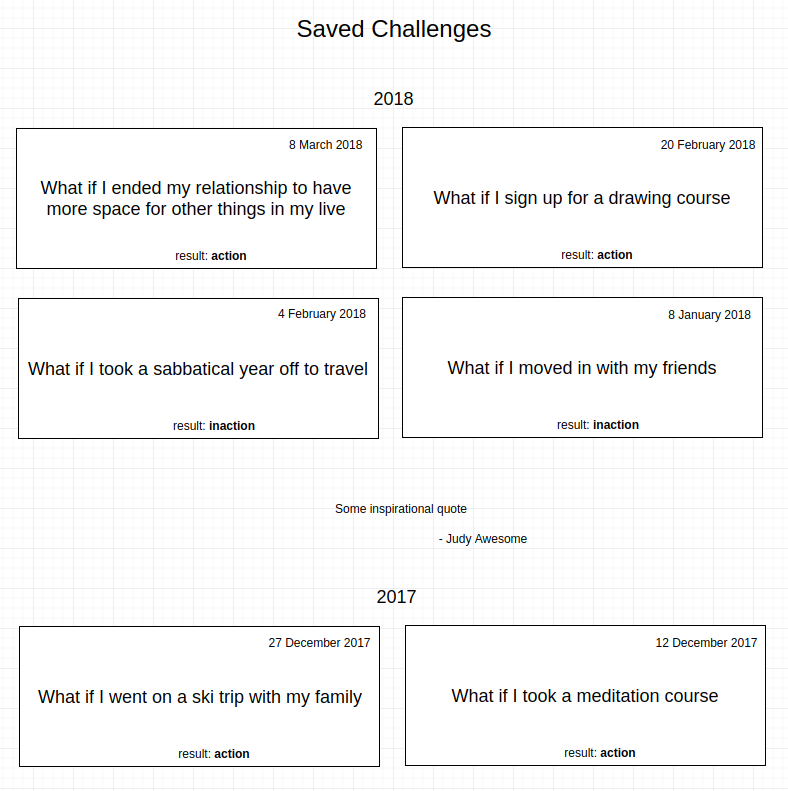 Saved Challenges
2018
8 March 2018
What if I ended my relationship to have
more space for other things in my live
result: action
20 February 2018
What if I sign up for a drawing course
result: action
4 February 2018
What if I took a sabbatical year off to travel
result: inaction
8 January 2018
What if I moved in with my friends
result: inaction
Some inspirational quote
- Judy Awesome
2017
27 December 2017
What if I went on a ski trip with my family
result: action
12 December 2017
What if I took a meditation course
result: action